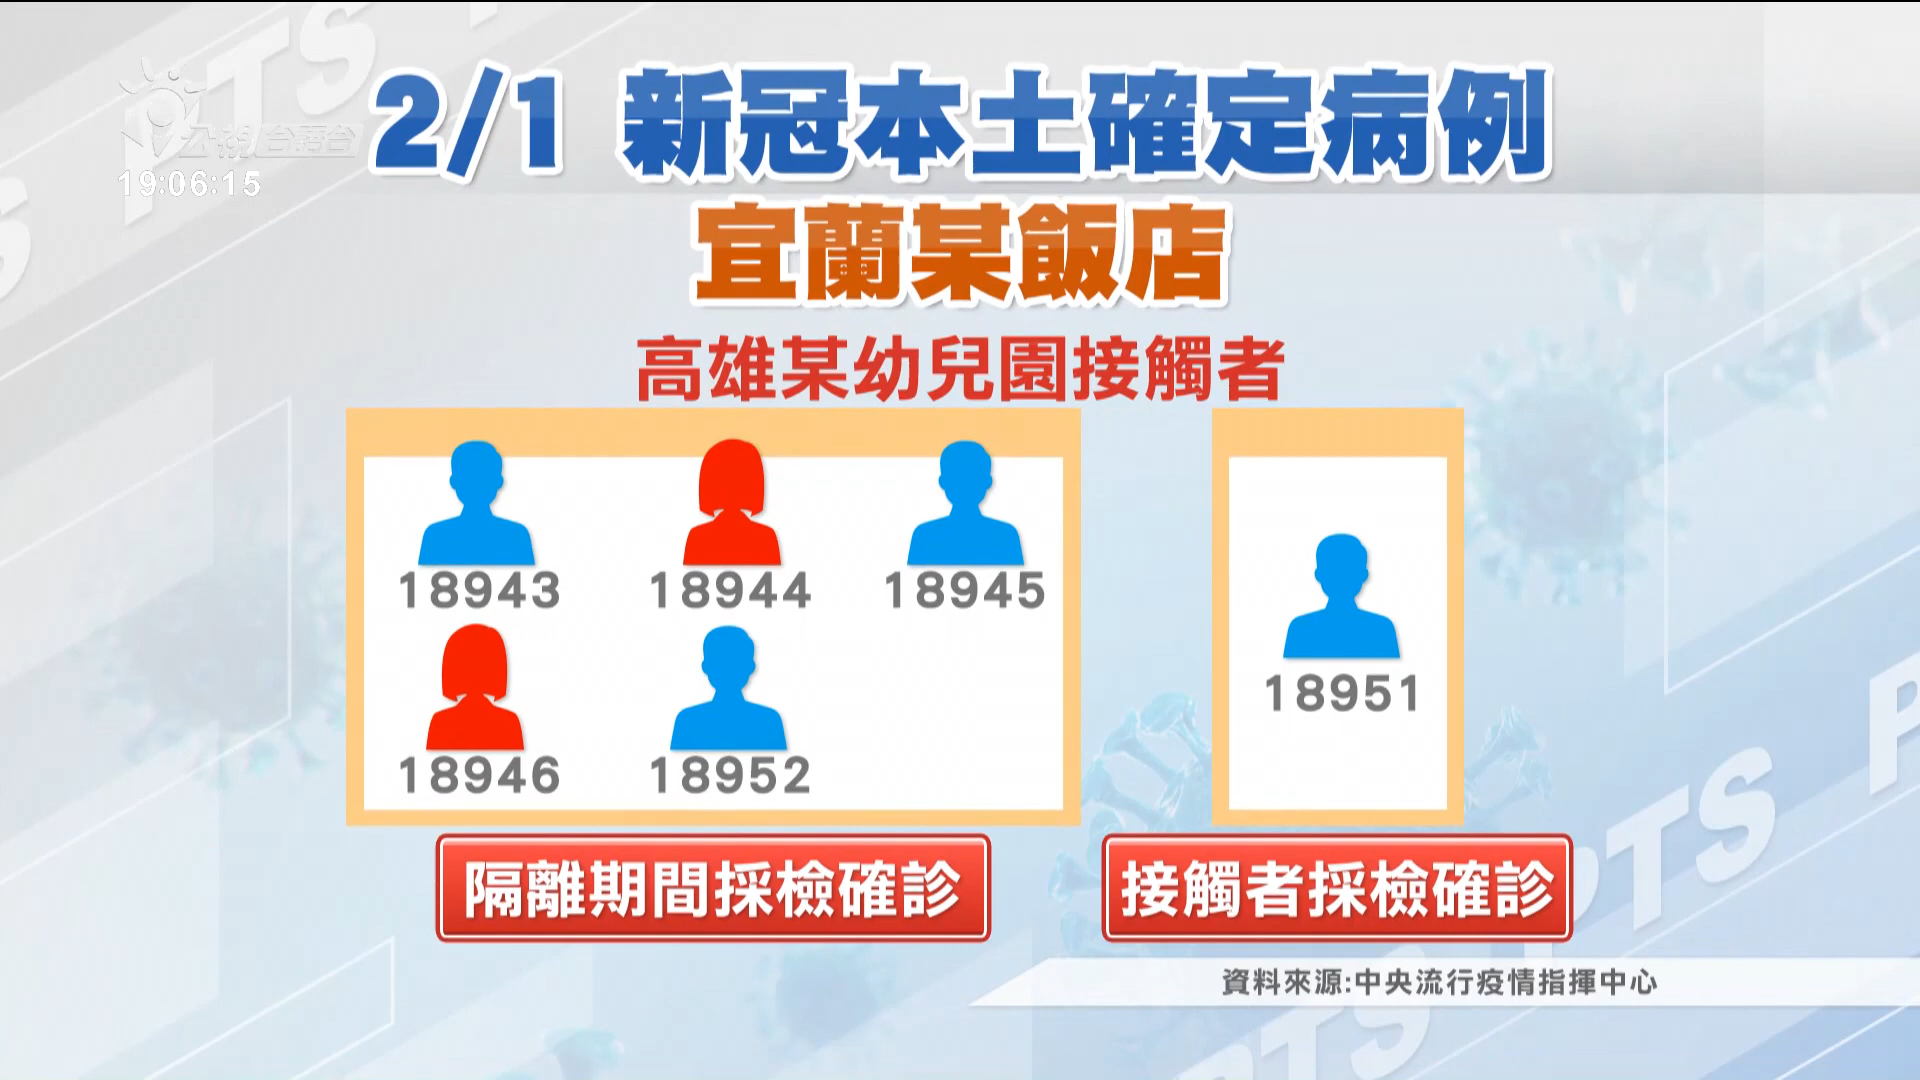 公視台語台
19:06:15
2/1 新冠本土確定病例
宜蘭某飯店
高雄某幼兒園接觸者
18943 18944 18945
18946 18952
18951
隔離期間採檢確診
接觸者採檢確診
資料來源:中央流行疫情指揮中心
PTS
PTS
PTS